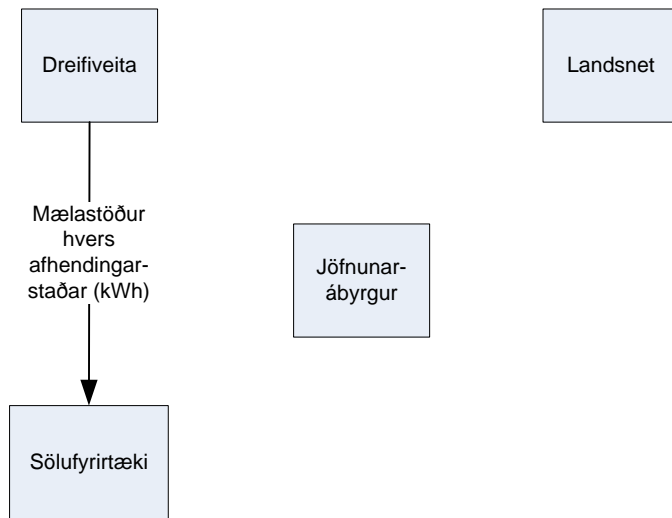 Dreifiveita
Landsnet
Mælastöður
hvers
afhendingar-
staðar (kWh)
Jöfnunar-
ábyrgur
Sölufyrirtæki